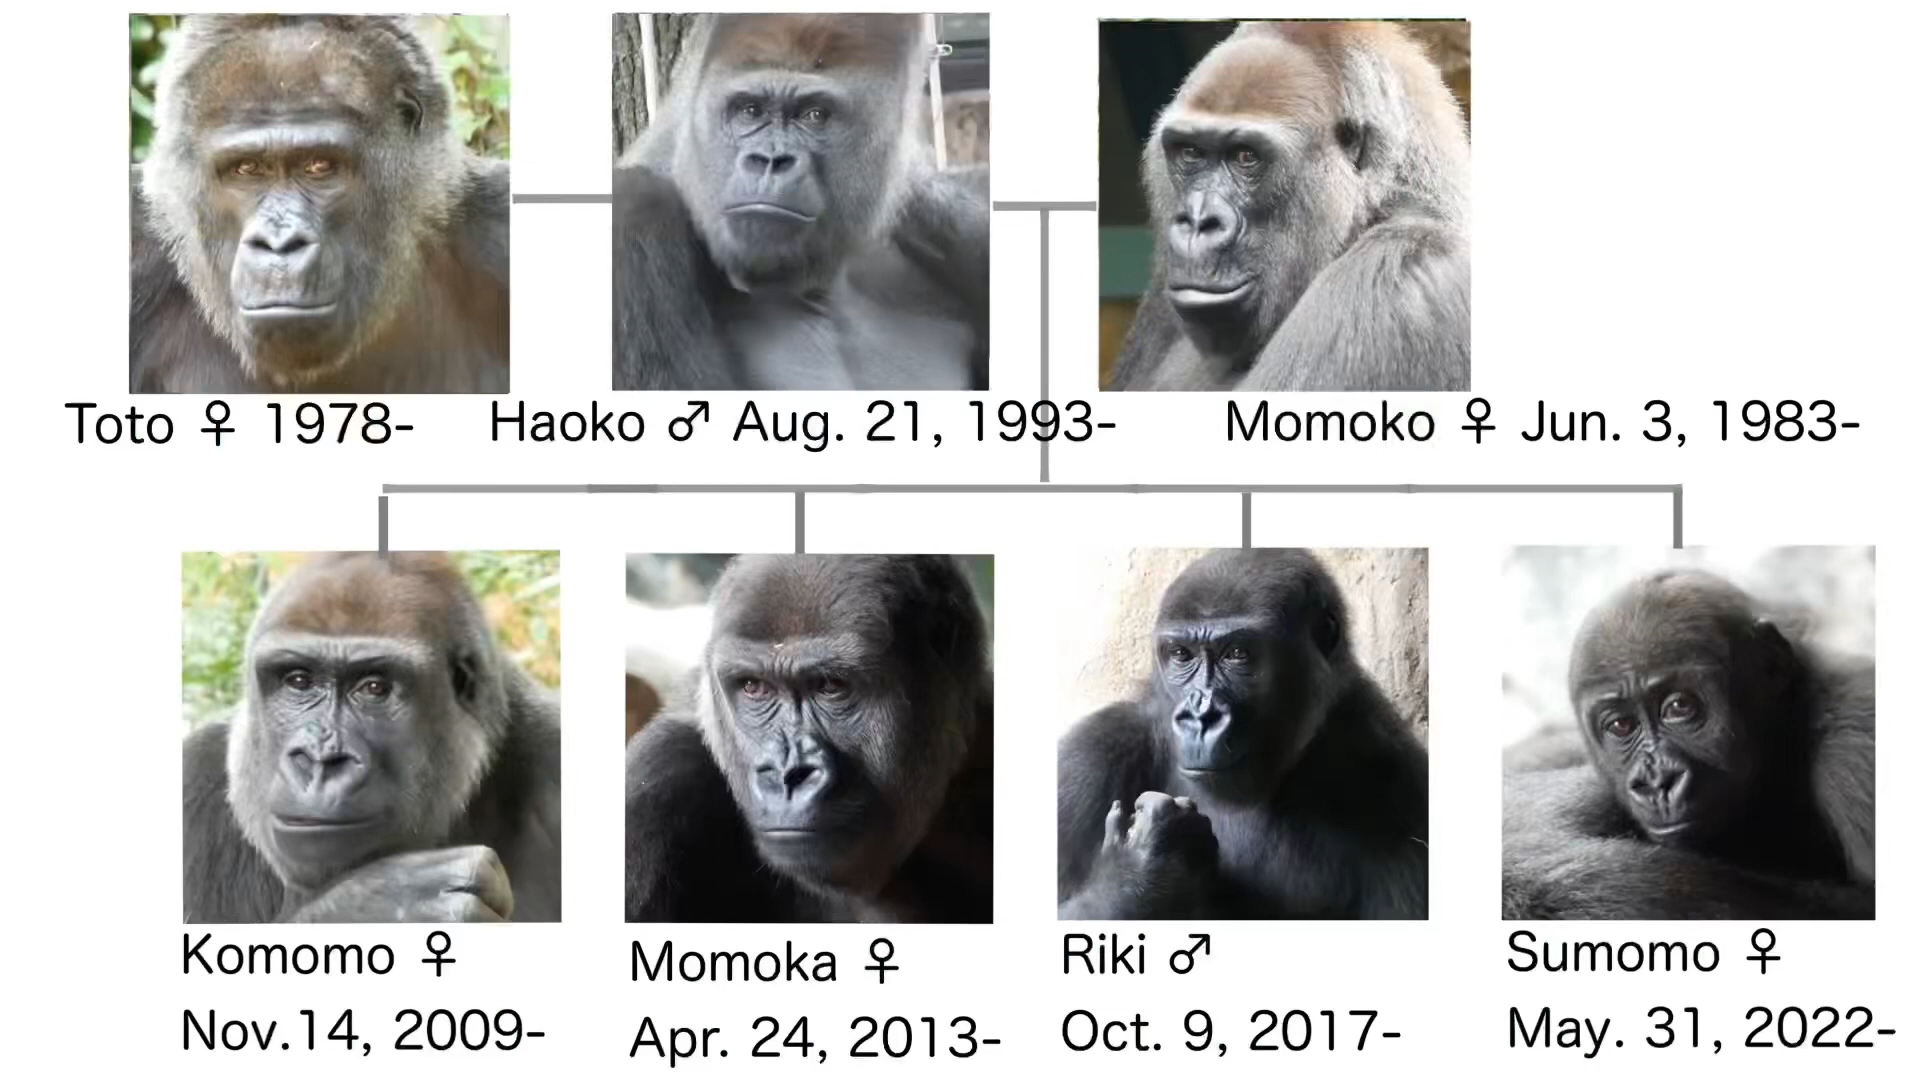 Toto ♀ 1978-
Haoko ♂ Aug. 21, 1993-
Momoko ♀ Jun. 3, 1983-
Komomo ♀
Nov.14, 2009-
Momoka ♀
Apr. 24, 2013-
Riki ♂
Oct. 9, 2017-
Sumomo ♀
May. 31, 2022-